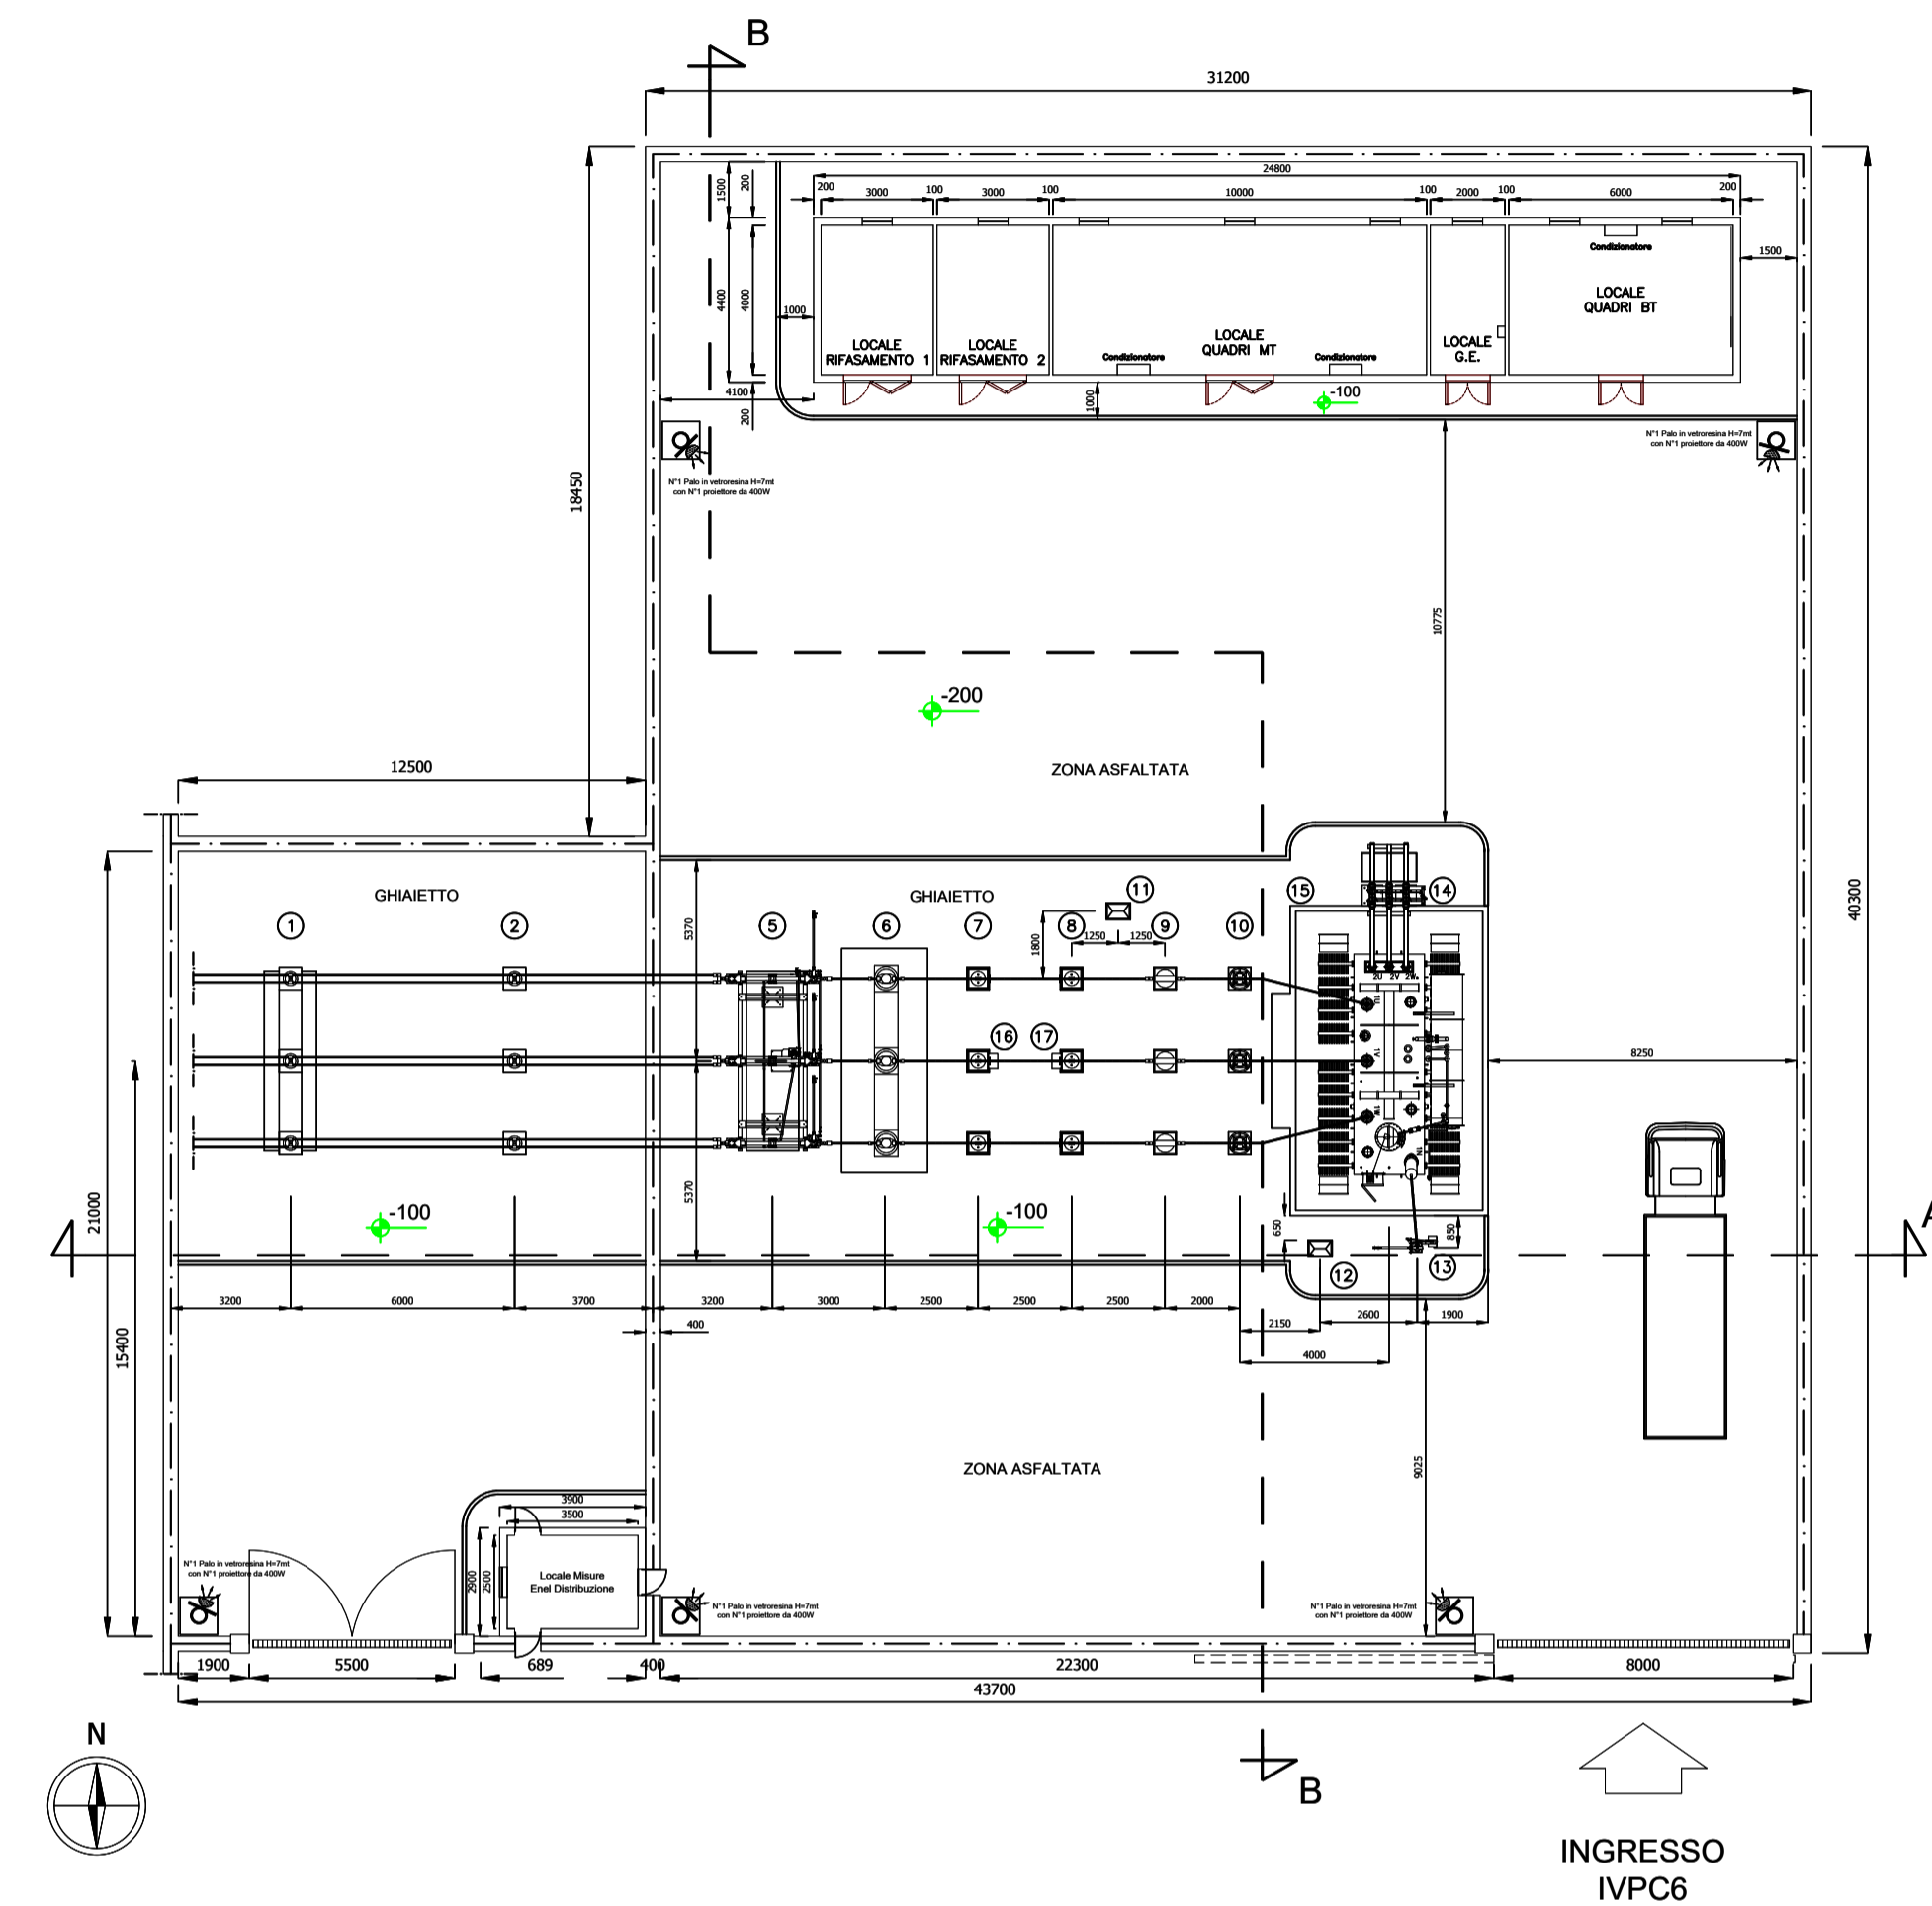 B
31200
24800
200
3000
100
3000
100
10000
100
2000
100
6000
200
1500
200
Condizionatore
1500
LOCALE
QUADRI BT
4400
4000
1000
LOCALE
RIFASAMENTO 1
LOCALE
RIFASAMENTO 2
LOCALE
QUADRI MT
Condizionatore
Condizionatore
LOCALE
G.E.
4100
200
1000
-100
N°1 Palo in vetroresina H=7mt
con N°1 proiettore da 400W
N°1 Palo in vetroresina H=7mt
con N°1 proiettore da 400W
18450
10775
-200
ZONA ASFALTATA
12500
40300
GHIAIETTO
GHIAIETTO
1
2
5
6
7
8
11
9
10
15
14
5370
1800
1250
1250
2U
2V
2W
1U
16
17
1V
8250
1W
1N
5370
21000
15400
-100
-100
650
850
A
12
13
3200
6000
3700
3200
3000
2500
2500
2500
2000
400
2150
2600
1900
4000
9025
ZONA ASFALTATA
3900
3500
2900
2500
Locale Misure
Enel Distribuzione
N°1 Palo in vetroresina H=7mt
con N°1 proiettore da 400W
N°1 Palo in vetroresina H=7mt
con N°1 proiettore da 400W
N°1 Palo in vetroresina H=7mt
con N°1 proiettore da 400W
1900
5500
689
400
22300
8000
43700
N
B
INGRESSO
IVPC6